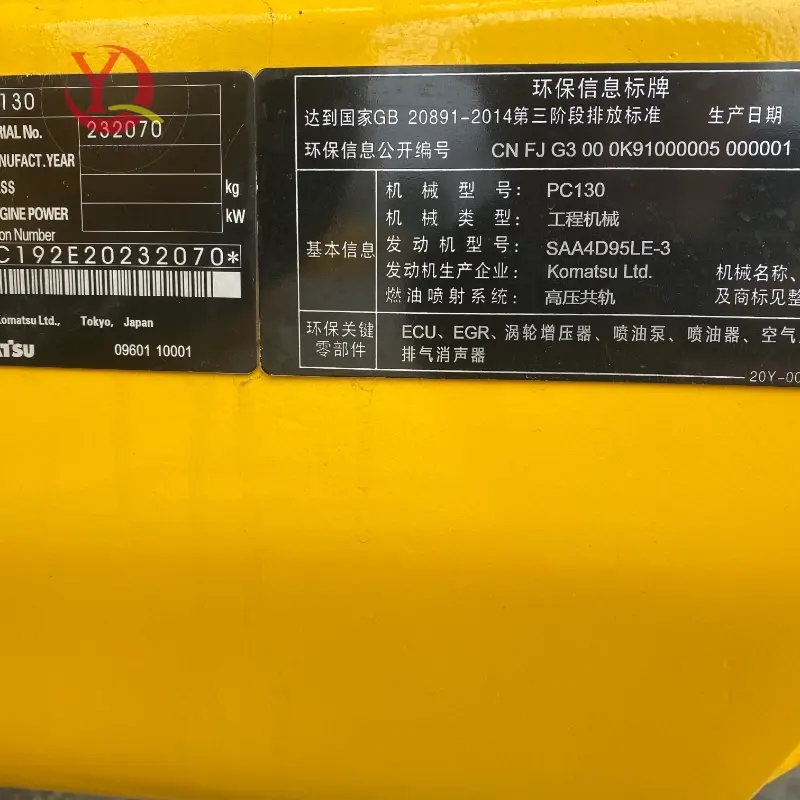 130
RIAL No. 232070
NUFACT.YEAR
SS kg
GINE POWER kW
on Number
C192E20232070*
Komatsu Ltd., Tokyo, Japan
TSU 09601 10001
环保信息标牌
达到国家GB 20891-2014第三阶段排放标准 生产日期
环保信息公开编号 CN FJ G3 00 0K91000005 000001
基本信息
机械型号: PC130
机械类型: 工程机械
发动机型号: SAA4D95LE-3
发动机生产企业: Komatsu Ltd. 机械名称、
燃油喷射系统: 高压共轨 及商标见整
环保关键零部件
ECU、EGR、涡轮增压器、喷油泵、喷油器、空气
排气消声器
20Y-00